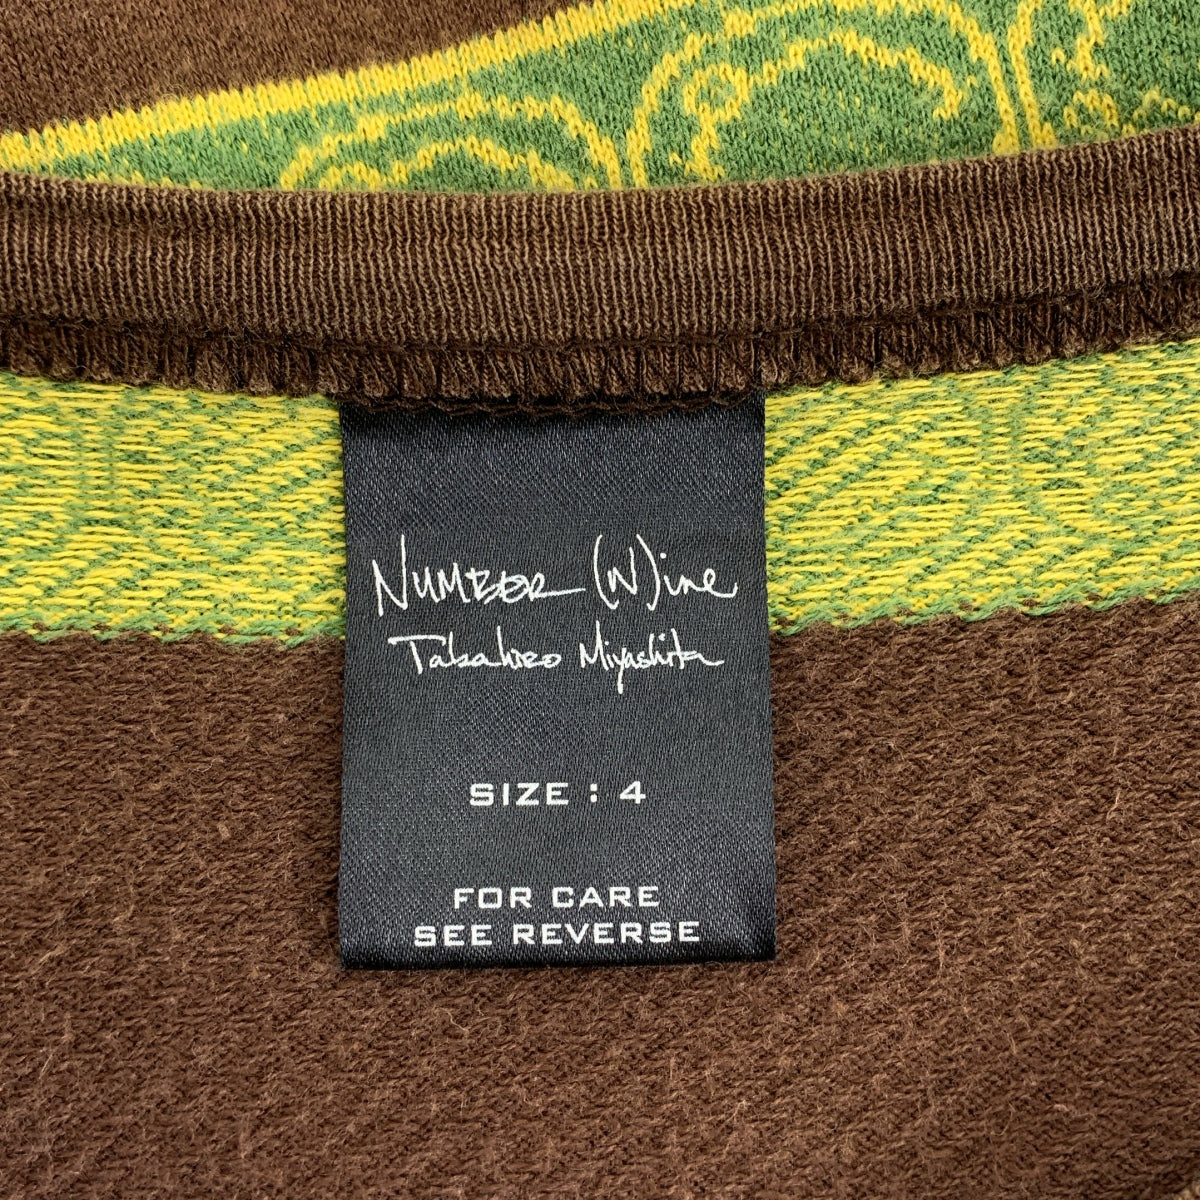 NUMBER (N)ine
Takahiro Miyashita
SIZE : 4
FOR CARE
SEE REVERSE